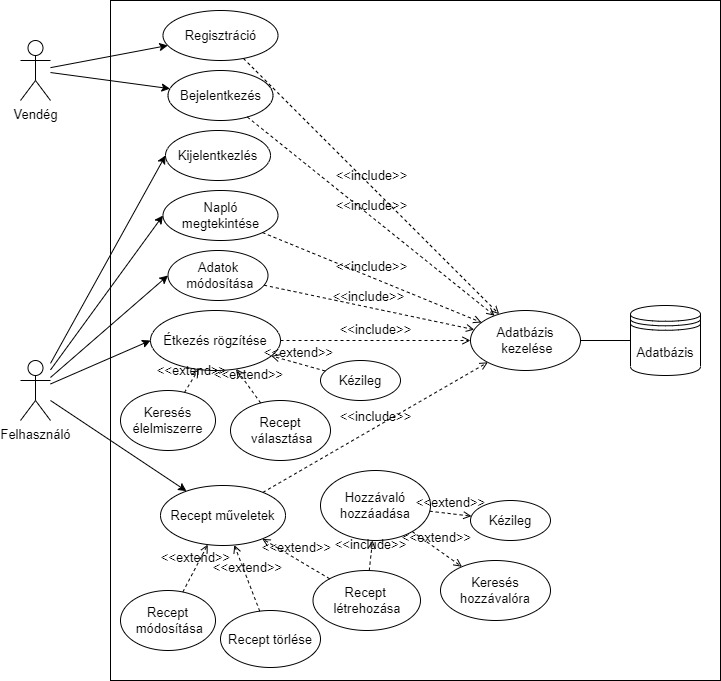 Regisztráció
Vendég
Bejelentkezés
Kijelentkezlés
<<include>>
<<include>>
Napló
megtekintése
<<include>>
Adatok
módosítása
<<include>>
Étkezés rögzítése
<<include>>
Adatbázis
kezelése
Adatbázis
<<extend>>
<<extend>>
<<extend>>
Kézileg
Felhasználó
Keresés
élelmiszerre
Recept
választása
<<include>>
Recept műveletek
Hozzávaló
hozzáadása
<<extend>>
Kézileg
<<extend>>
<<extend>>
<<extend>>
<<include>>
<<extend>>
Recept
módosítása
Recept törlése
Recept
létrehozása
Keresés
hozzávalóra